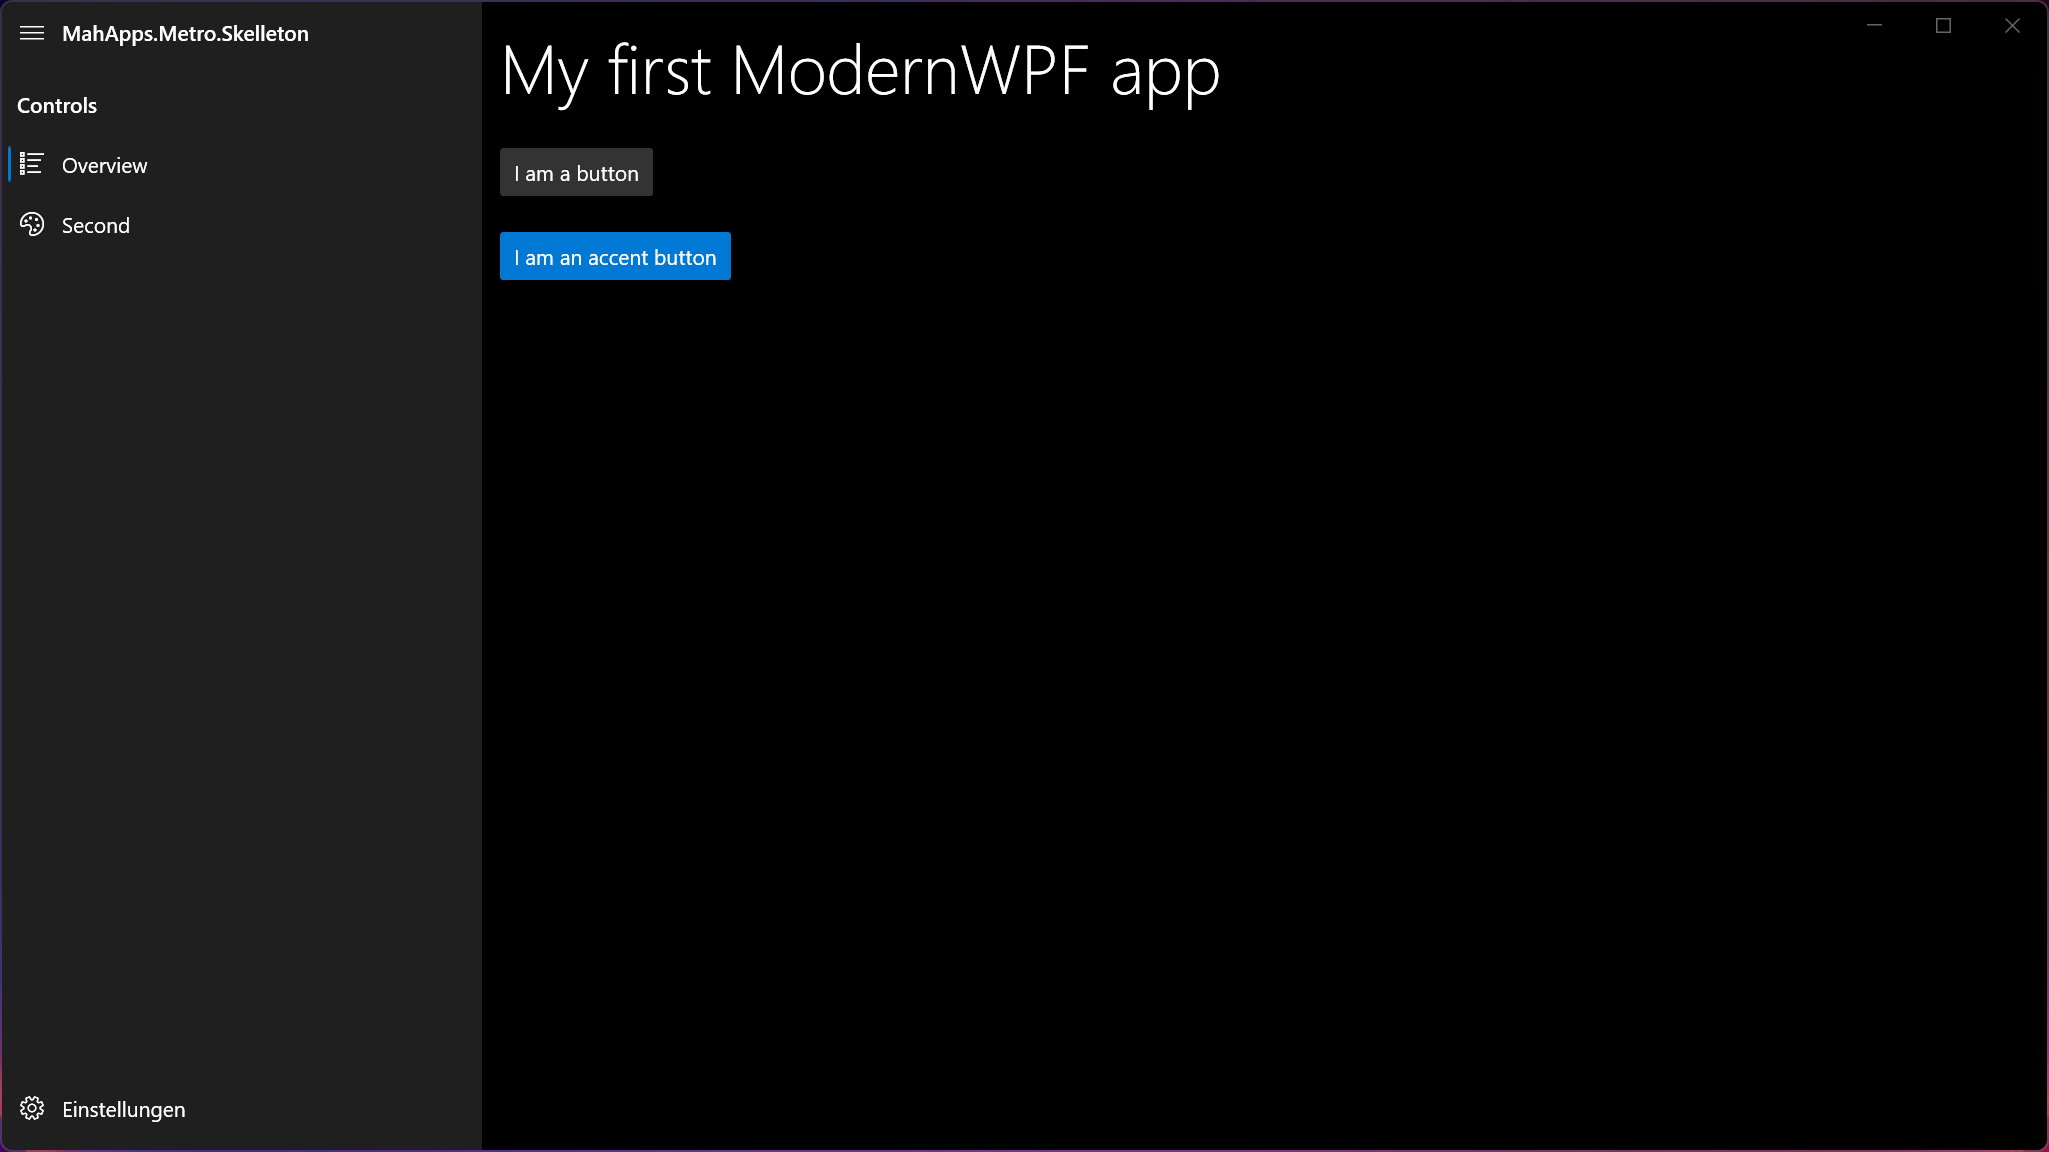 MahApps.Metro.Skelleton
Controls
Overview
Second
Einstellungen
My first ModernWPF app
I am a button
I am an accent button